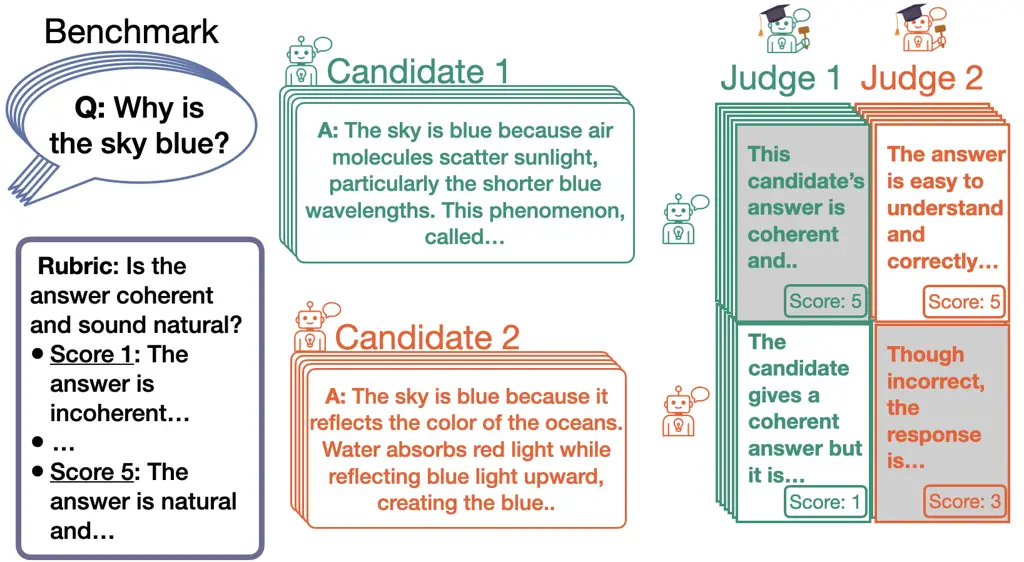 Benchmark
Q: Why is
the sky blue?
Rubric: Is the
answer coherent
and sound natural?
• Score 1: The
answer is
incoherent…
• …
• Score 5: The
answer is natural
and…
Candidate 1
A: The sky is blue because air
molecules scatter sunlight,
particularly the shorter blue
wavelengths. This phenomenon,
called…
Candidate 2
A: The sky is blue because it
reflects the color of the oceans.
Water absorbs red light while
reflecting blue light upward,
creating the blue..
Judge 1
Judge 2
This
candidate's
answer is
coherent
and..
Score: 5
The answer
is easy to
understand
and
correctly…
Score: 5
The
candidate
gives a
coherent
answer but
it is…
Score: 1
Though
incorrect,
the
response
is…
Score: 3